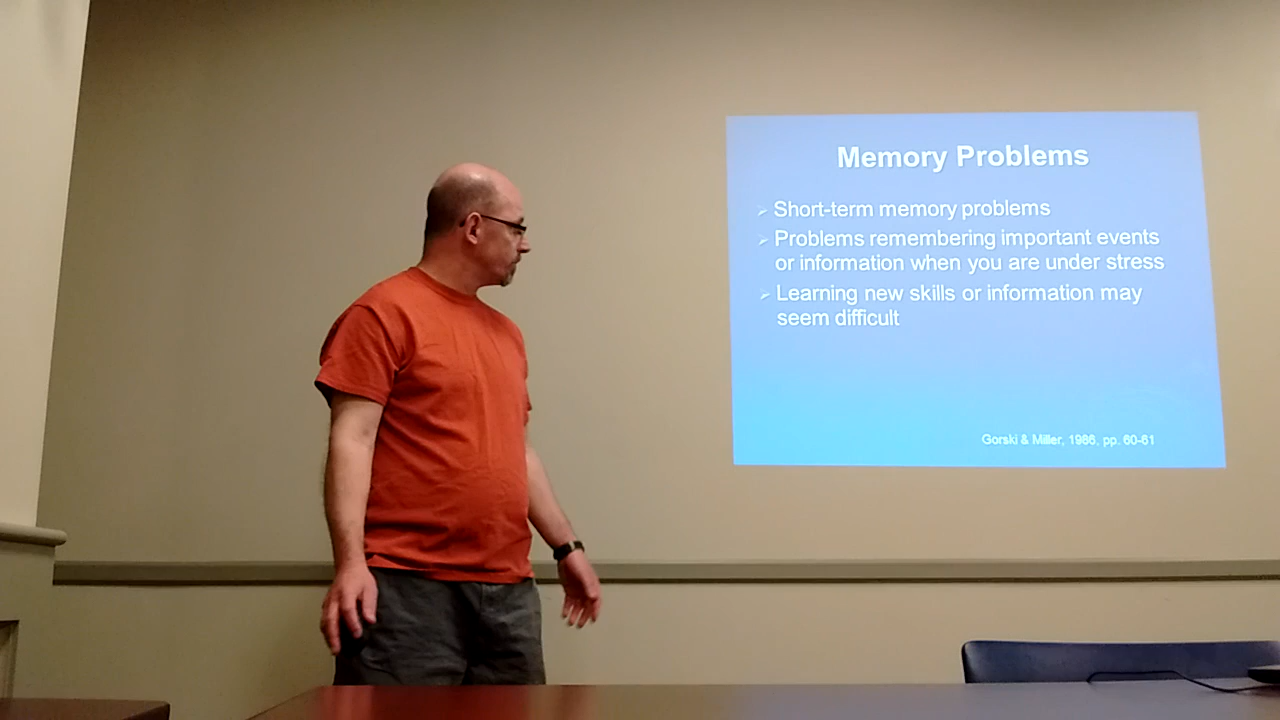 Memory Problems
➢ Short-term memory problems
➢ Problems remembering important events
or information when you are under stress
➢ Learning new skills or information may
seem difficult
Gorski & Miller, 1986, pp. 60-61